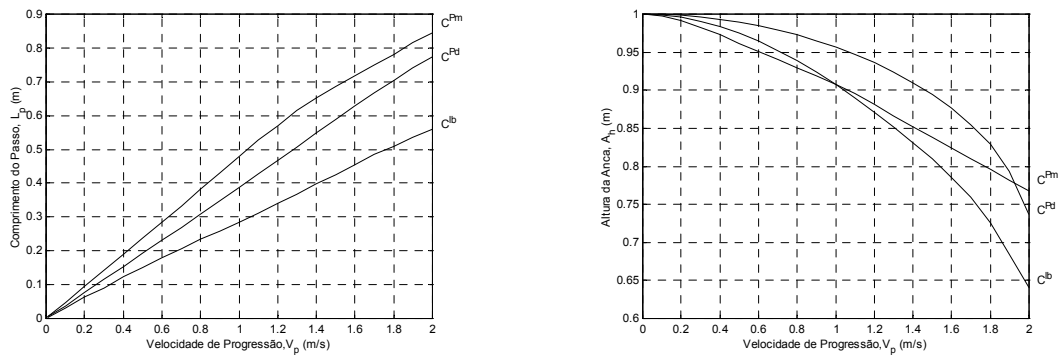 0.9
0.8
0.7
0.6
0.5
0.4
0.3
0.2
0.1
0
Comprimento do Passo, L_p (m)
0 0.2 0.4 0.6 0.8 1 1.2 1.4 1.6 1.8 2
Velocidade de Progressão,V_p (m/s)
C^Pm
C^Pd
C^lb
1
0.95
0.9
0.85
0.8
0.75
0.7
0.65
0.6
Altura da Anca, A_h (m)
0 0.2 0.4 0.6 0.8 1 1.2 1.4 1.6 1.8 2
Velocidade de Progressão,V_p (m/s)
C^Pm
C^Pd
C^lb